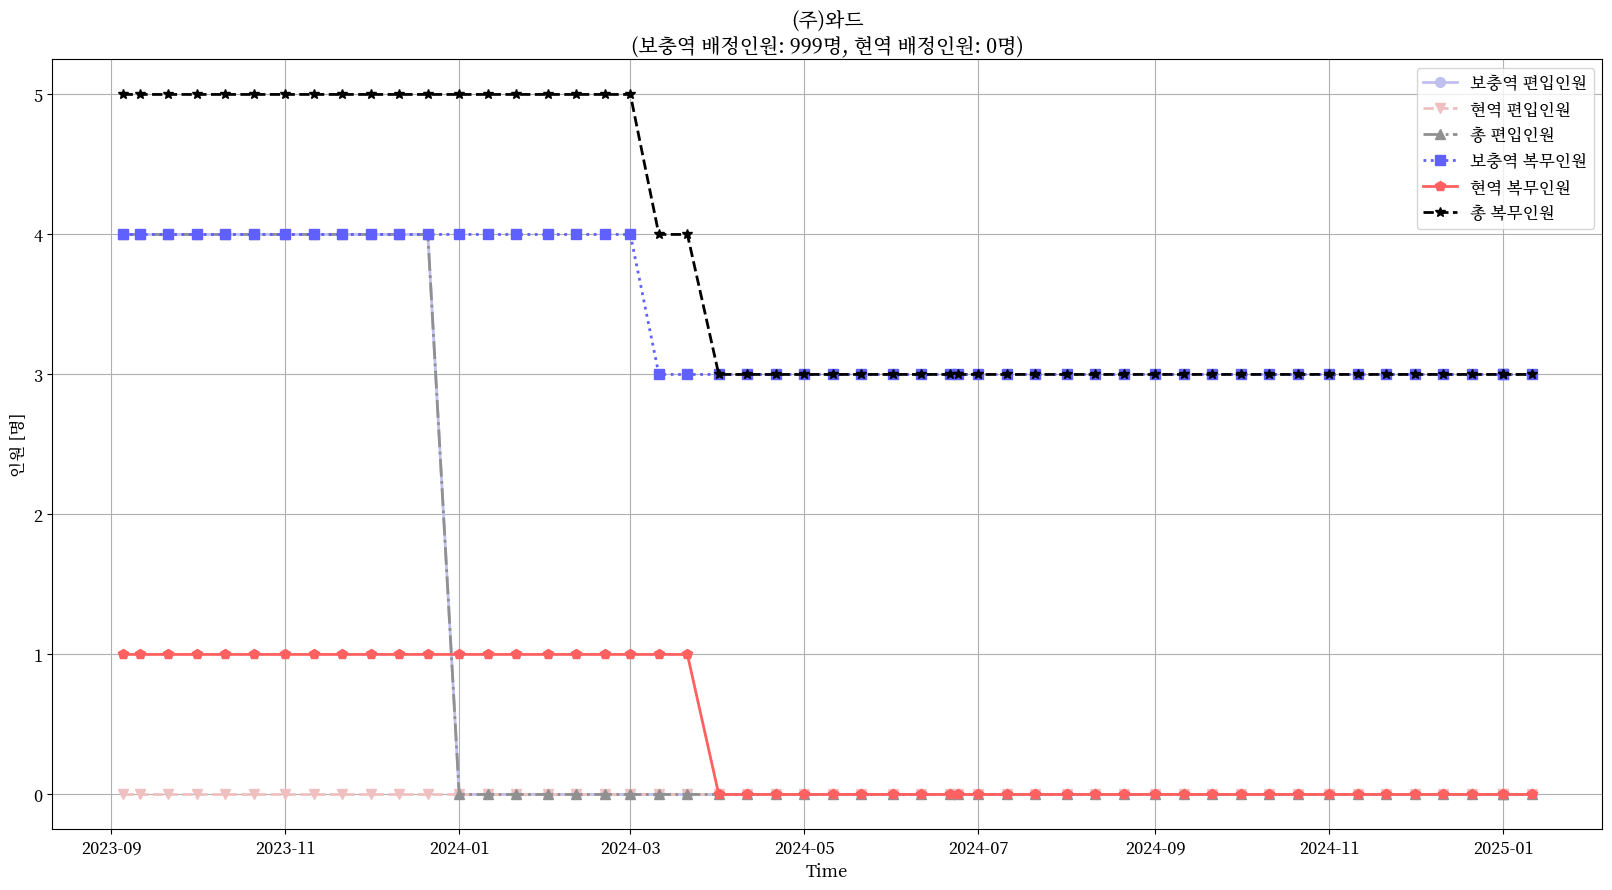 (주)와드
(보충역 배정인원: 999명, 현역 배정인원: 0명)
보충역 편입인원
현역 편입인원
총 편입인원
보충역 복무인원
현역 복무인원
총 복무인원
인원 [명]
5
4
3
2
1
0
2023-09 2023-11 2024-01 2024-03 2024-05 2024-07 2024-09 2024-11 2025-01
Time